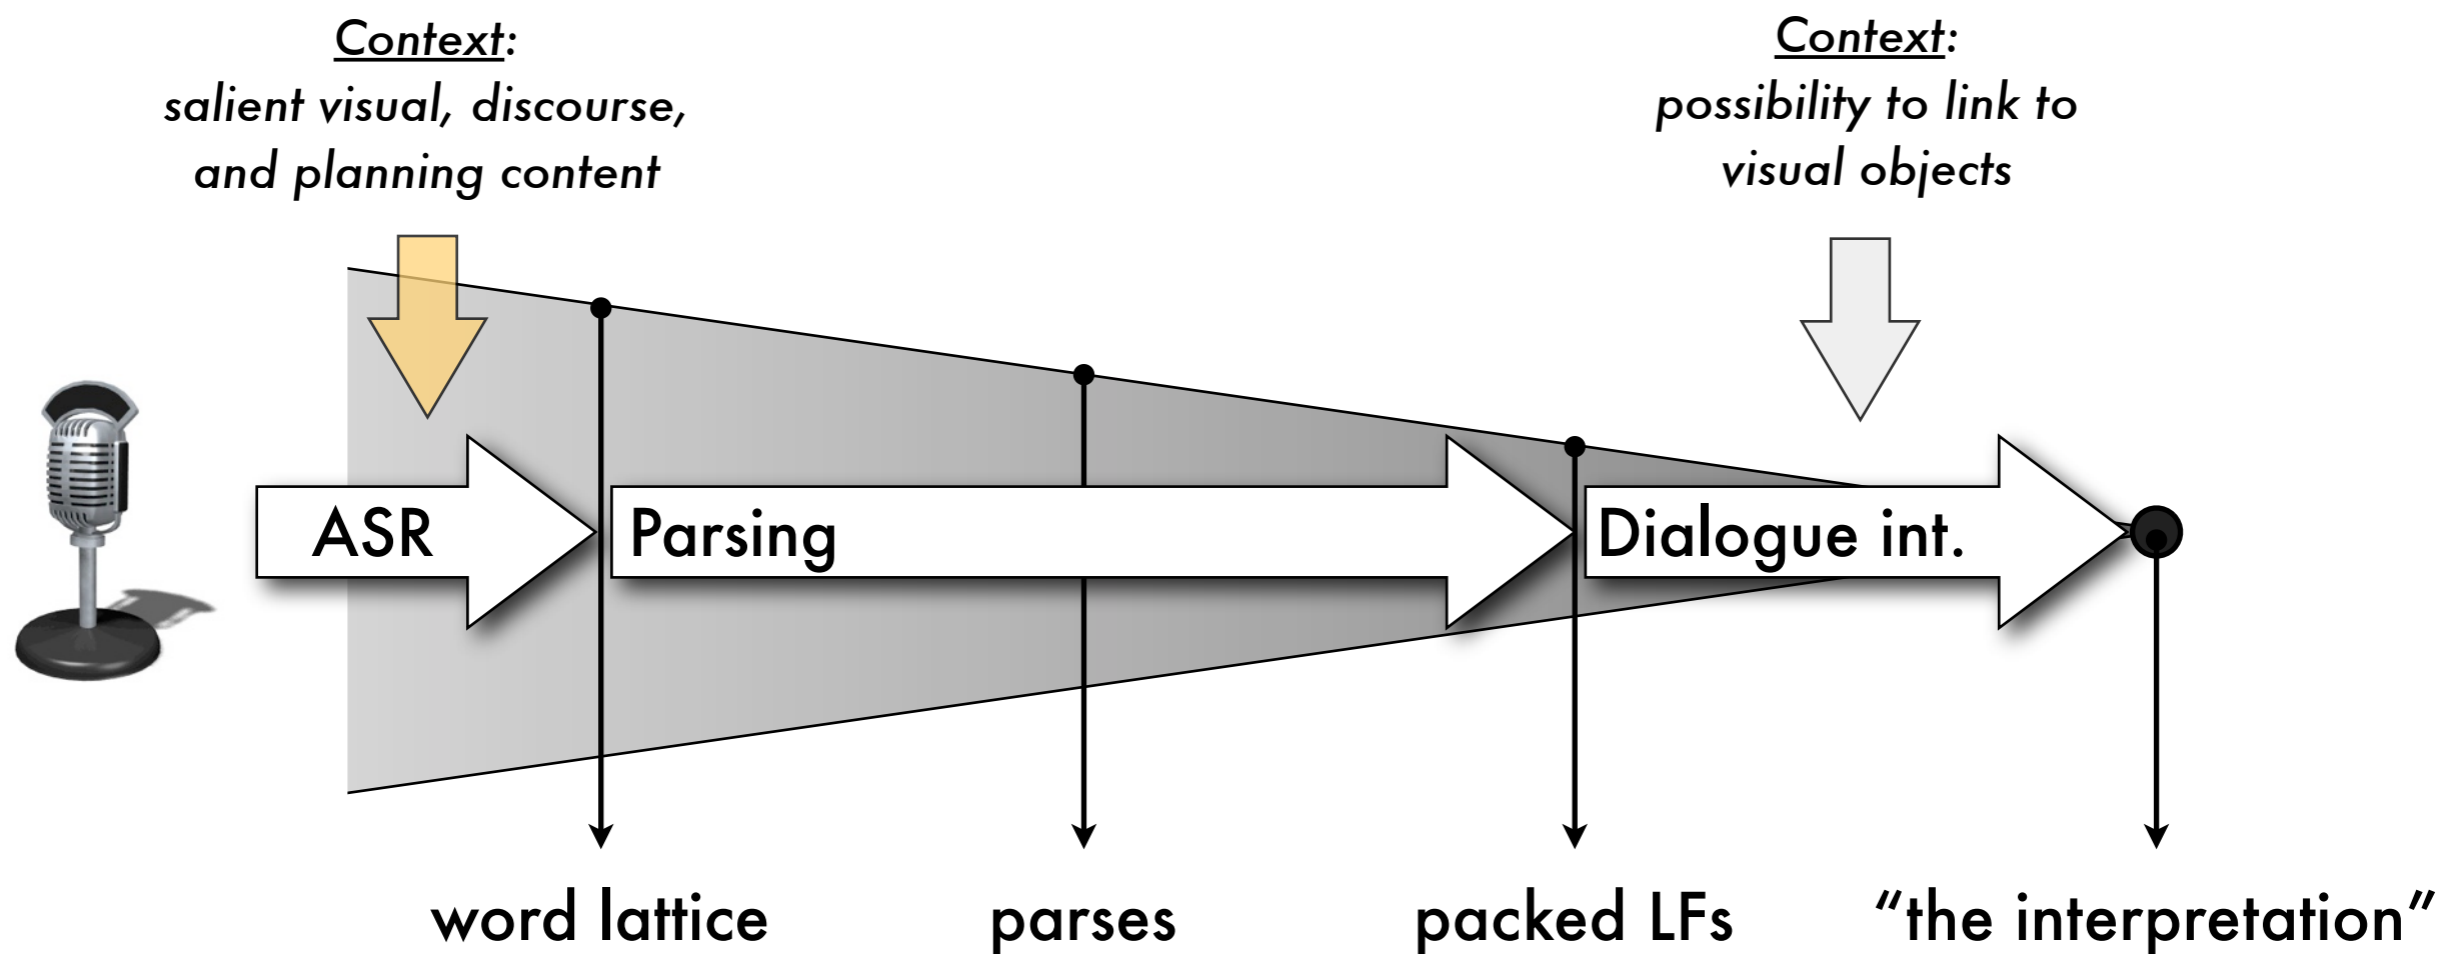 Context:
salient visual, discourse,
and planning content
Context:
possibility to link to
visual objects
ASR
Parsing
Dialogue int.
word lattice
parses
packed LFs
“the interpretation”